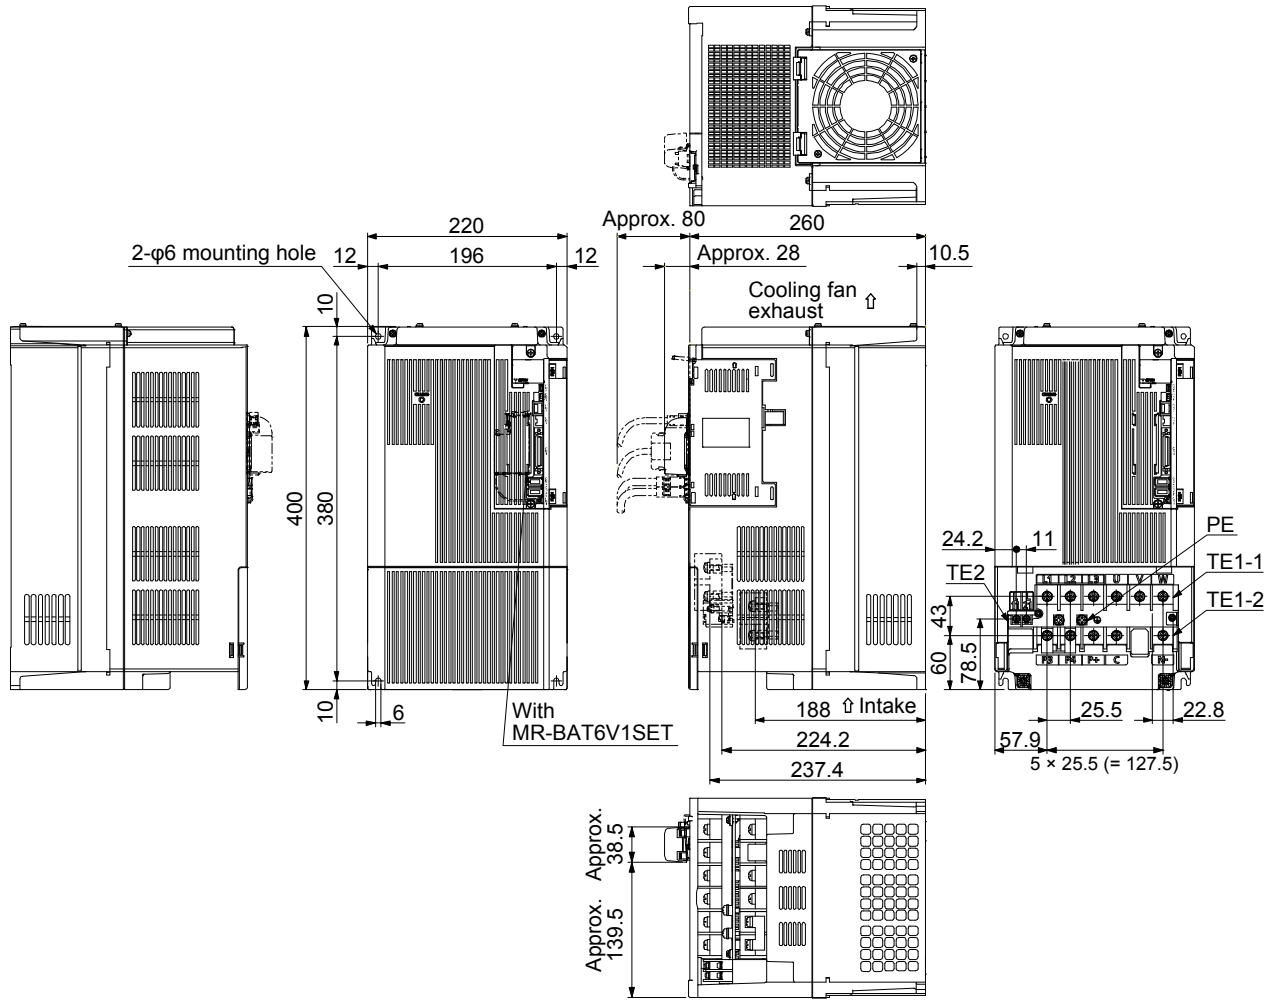 Approx. 80
260
220
2-φ6 mounting hole
12
196
12
Approx. 28
10.5
10
Cooling fan
exhaust
400
380
24.2
11
PE
TE2
TE1-1
TE1-2
L1 L2 L3 U V W
43
60
78.5
P3 P4 P+ C N-
10
6
With
MR-BAT6V1SET
188
Intake
25.5
22.8
224.2
57.9
237.4
5 × 25.5 (= 127.5)
Approx.
38.5
Approx.
139.5